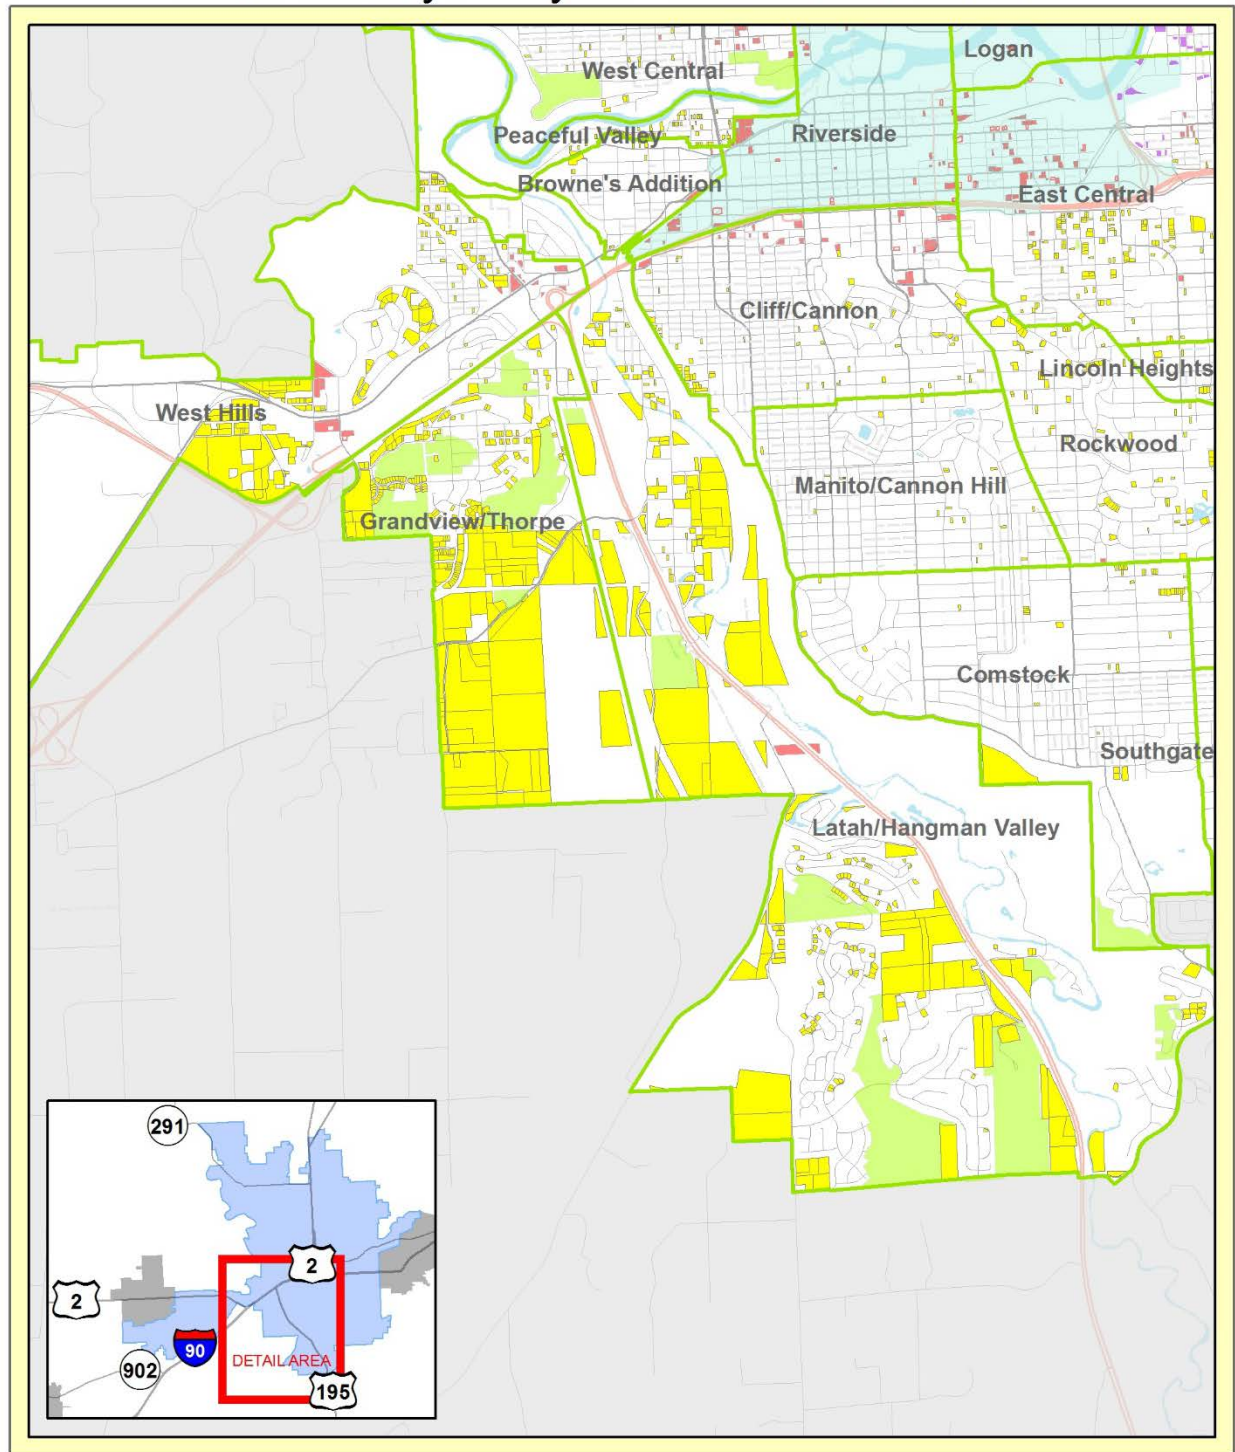 Logan
West Central
Peaceful Valley
Riverside
Browne's Addition
East Central
Cliff/Cannon
Lincoln Heights
West Hills
Rockwood
Manito/Cannon Hill
Grandview/Thorpe
Comstock
Southgate
Latah/Hangman Valley
291
2
2
90
DETAIL AREA
902
195